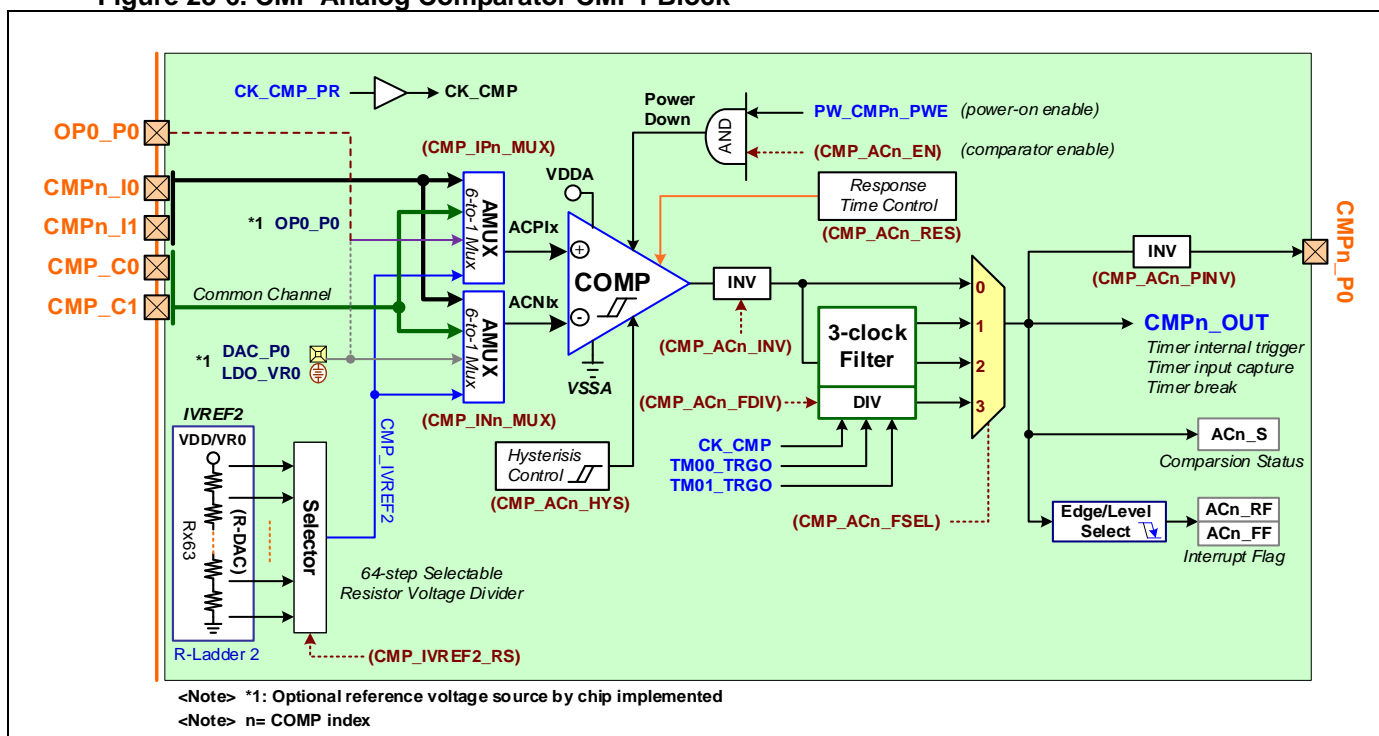 Figure 28-6. CMP Analog Comparator CMP1 Block
CK_CMP_PR
CK_CMP
Power
Down
AND
PW_CMPn_PWE (power-on enable)
(CMP_ACn_EN) (comparator enable)
OP0_P0
CMPn_I0
CMPn_I1
CMP_C0
CMP_C1
*1 OP0_P0
Common Channel
(CMP_IPn_MUX)
AMUX
6-to-1 Mux
ACPIx
AMUX
6-to-1 Mux
ACNIx
(CMP_INn_MUX)
VDDA
+
COMP
-
VSSA
Response
Time Control
(CMP_ACn_RES)
INV
(CMP_ACn_INV)
3-clock
Filter
DIV
(CMP_ACn_FDIV)
CK_CMP
TM00_TRGO
TM01_TRGO
0
1
2
3
(CMP_ACn_FSEL)
INV
(CMP_ACn_PINV)
CMPn_P0
CMPn_OUT
Timer internal trigger
Timer input capture
Timer break
ACn_S
Comparsion Status
Edge/Level
Select
ACn_RF
ACn_FF
Interrupt Flag
Hysterisis
Control
(CMP_ACn_HYS)
*1 DAC_P0
LDO_VR0
IVREF2
VDD/VR0
Rx63
(R-DAC)
R-Ladder 2
Selector
CMP_IVREF2
64-step Selectable
Resistor Voltage Divider
(CMP_IVREF2_RS)
<Note> *1: Optional reference voltage source by chip implemented
<Note> n= COMP index